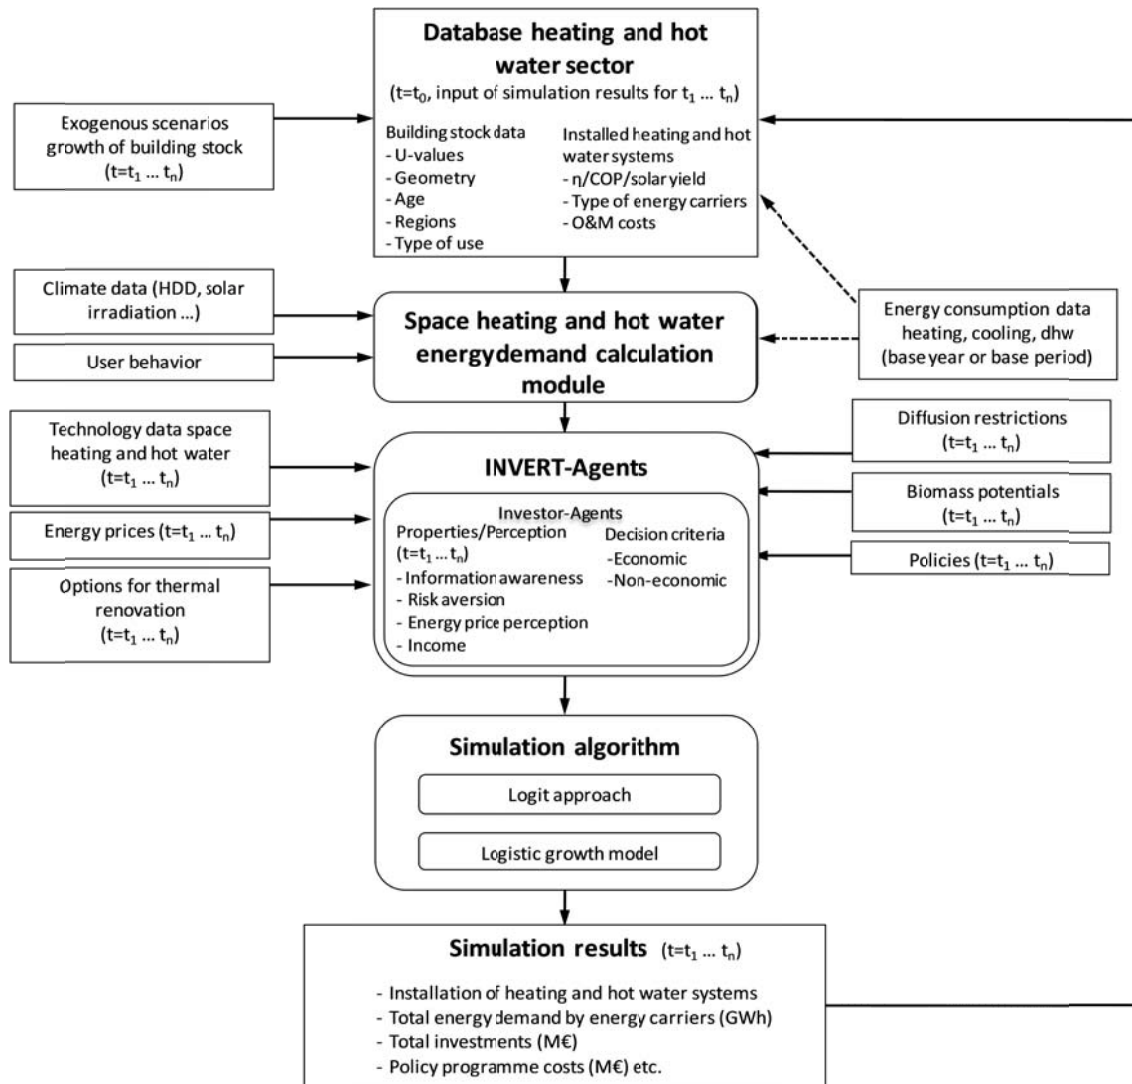 Database heating and hot
water sector
(t=t₀, input of simulation results for t₁ ... tₙ)
Building stock data
- U-values
- Geometry
- Age
- Regions
- Type of use
Installed heating and hot
water systems
- η/COP/solar yield
- Type of energy carriers
- O&M costs
Exogenous scenarios
growth of building stock
(t=t₁ ... tₙ)
Climate data (HDD, solar
irradiation ...)
User behavior
Space heating and hot water
energy demand calculation
module
Energy consumption data
heating, cooling, dhw
(base year or base period)
Technology data space
heating and hot water
(t=t₁ ... tₙ)
Energy prices (t=t₁ ... tₙ)
Options for thermal
renovation
(t=t₁ ... tₙ)
INVERT-Agents
Investor-Agents
Properties/Perception
(t=t₁ ... tₙ)
- Information awareness
- Risk aversion
- Energy price perception
- Income
Decision criteria
-Economic
-Non-economic
Diffusion restrictions
(t=t₁ ... tₙ)
Biomass potentials
(t=t₁ ... tₙ)
Policies (t=t₁ ... tₙ)
Simulation algorithm
Logit approach
Logistic growth model
Simulation results (t=t₁ ... tₙ)
- Installation of heating and hot water systems
- Total energy demand by energy carriers (GWh)
- Total investments (M€)
- Policy programme costs (M€) etc.